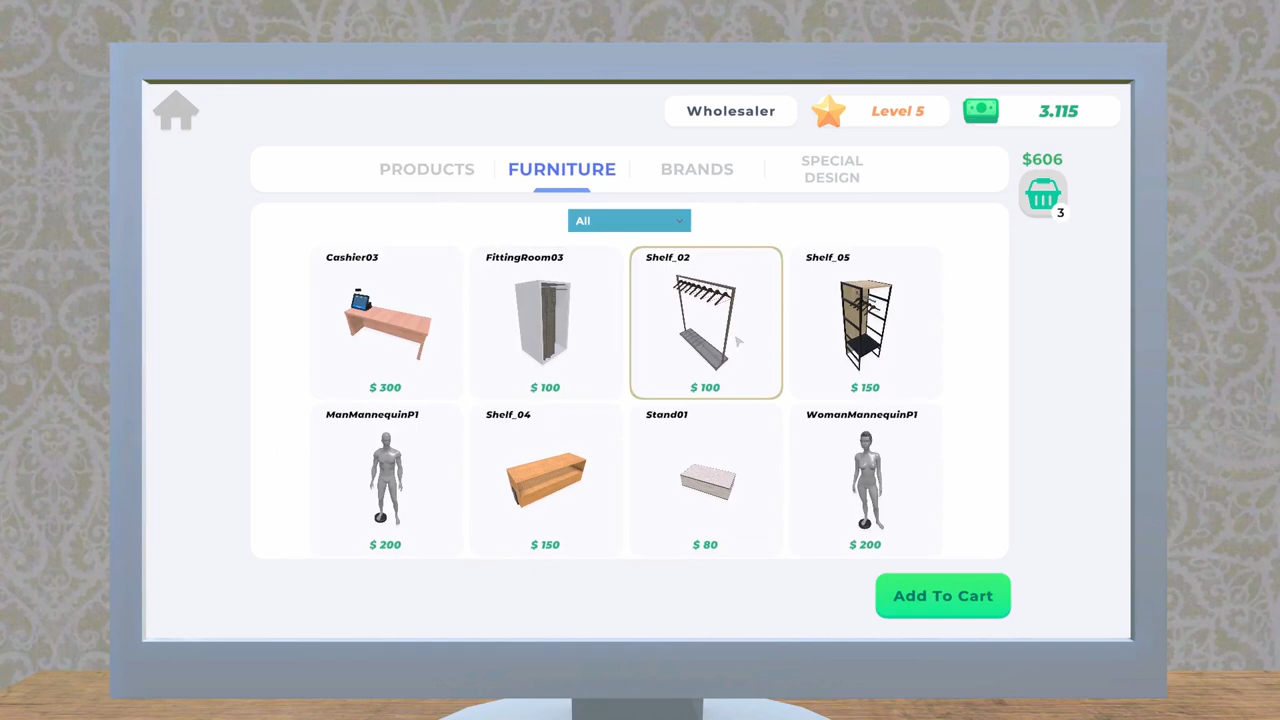 Wholesaler
Level 5
3.115
PRODUCTS
FURNITURE
BRANDS
SPECIAL
DESIGN
$606
3
All
Cashier03
FittingRoom03
Shelf_02
Shelf_05
$ 300
$ 100
$ 100
$ 150
ManMannequinP1
Shelf_04
Stand01
WomanMannequinP1
$ 200
$ 150
$ 80
$ 200
Add To Cart